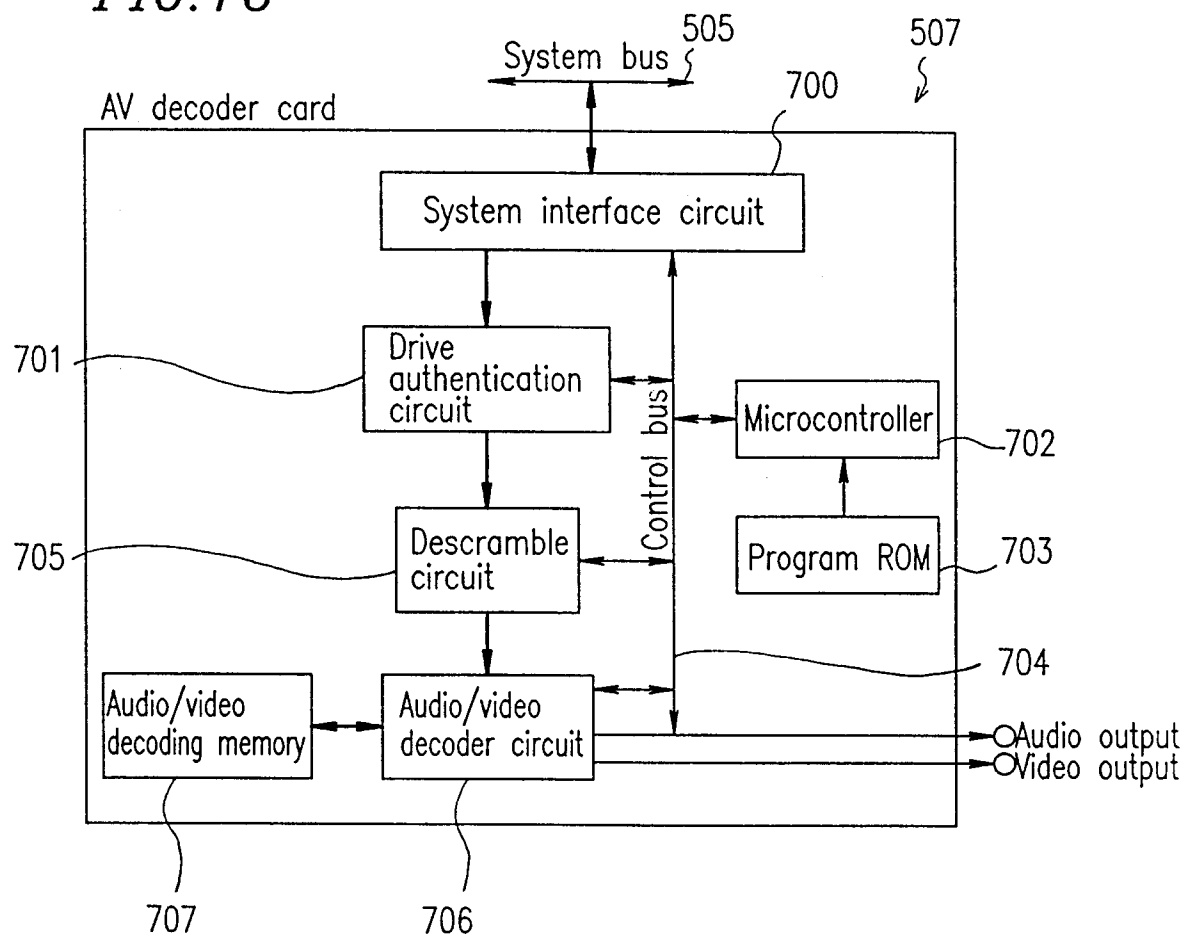 System bus
505
507
AV decoder card
700
System interface circuit
701
Drive
authentication
circuit
Control bus
Microcontroller
702
705
Descramble
circuit
Program ROM
703
704
Audio/video
decoding memory
Audio/video
decoder circuit
Audio output
Video output
707
706